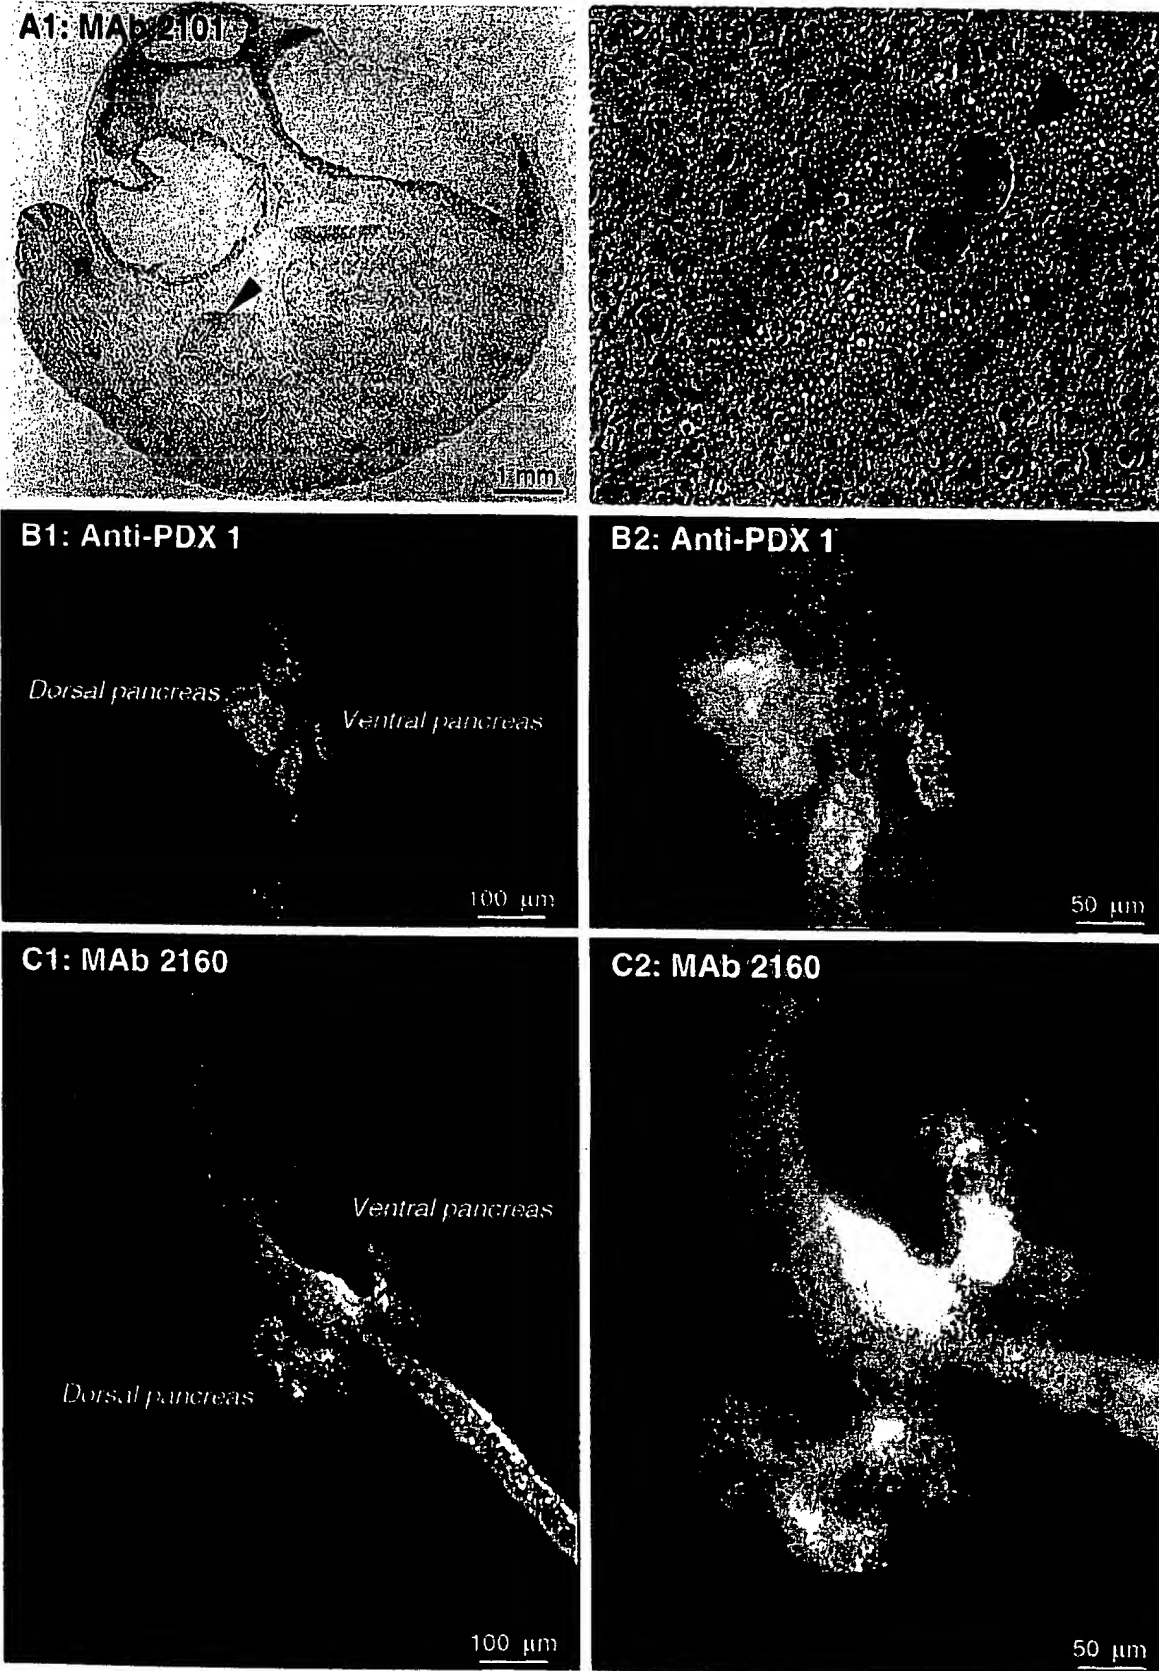 A1: MAb 2101
1 mm
B1: Anti-PDX 1
Dorsal pancreas
Ventral pancreas
100 μm
B2: Anti-PDX 1
50 μm
C1: MAb 2160
Ventral pancreas
Dorsal pancreas
100 μm
C2: MAb 2160
50 μm